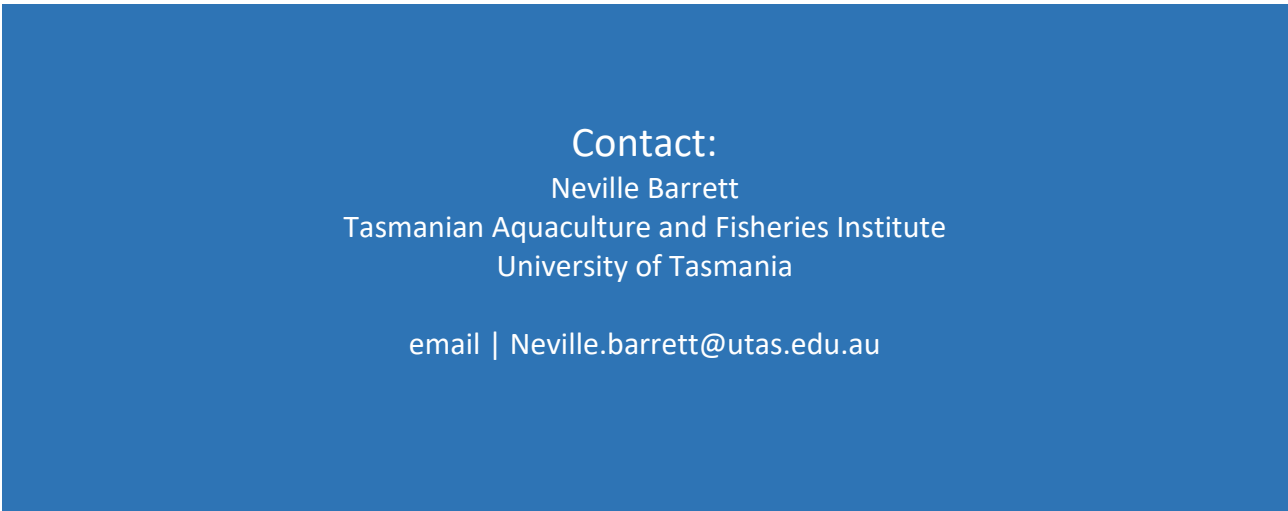 Contact:
Neville Barrett
Tasmanian Aquaculture and Fisheries Institute
University of Tasmania
email | Neville.barrett@utas.edu.au